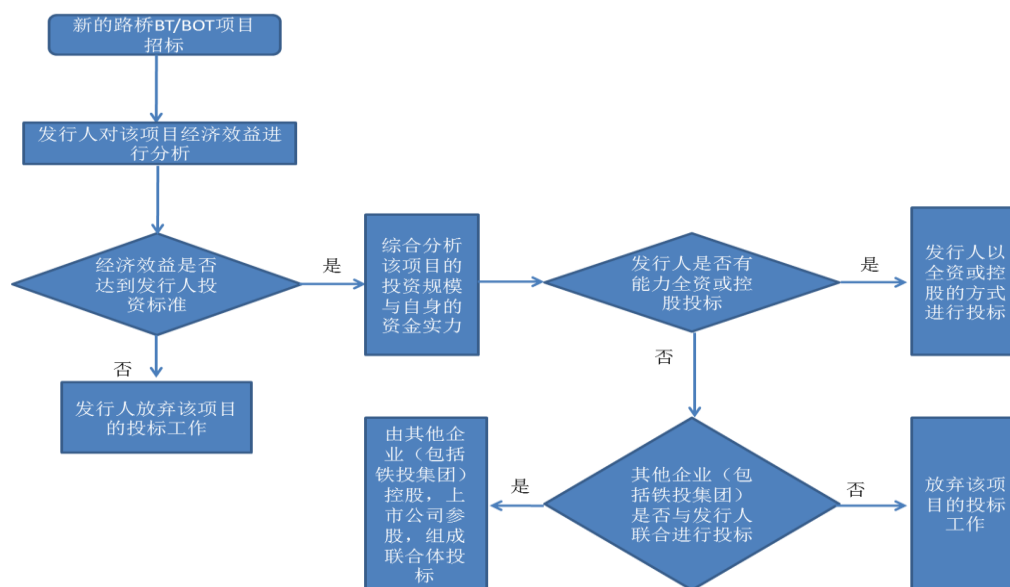 新的路桥BT/BOT项目
招标
发行人对该项目经济效益进
行分析
经济效益是否
达到发行人投
资标准
是
综合分析
该项目的
投资规模
与自身的
资金实力
发行人是否有
能力全资或控
股投标
是
发行人以
全资或控
股的方式
进行投标
否
发行人放弃该项目
的投标工作
否
由其他企
业（包括
铁投集团）
控股，上
市公司参
股，组成
联合体投
标
是
其他企业（包
括铁投集团）
是否与发行人
联合进行投标
否
放弃该项
目的投标
工作